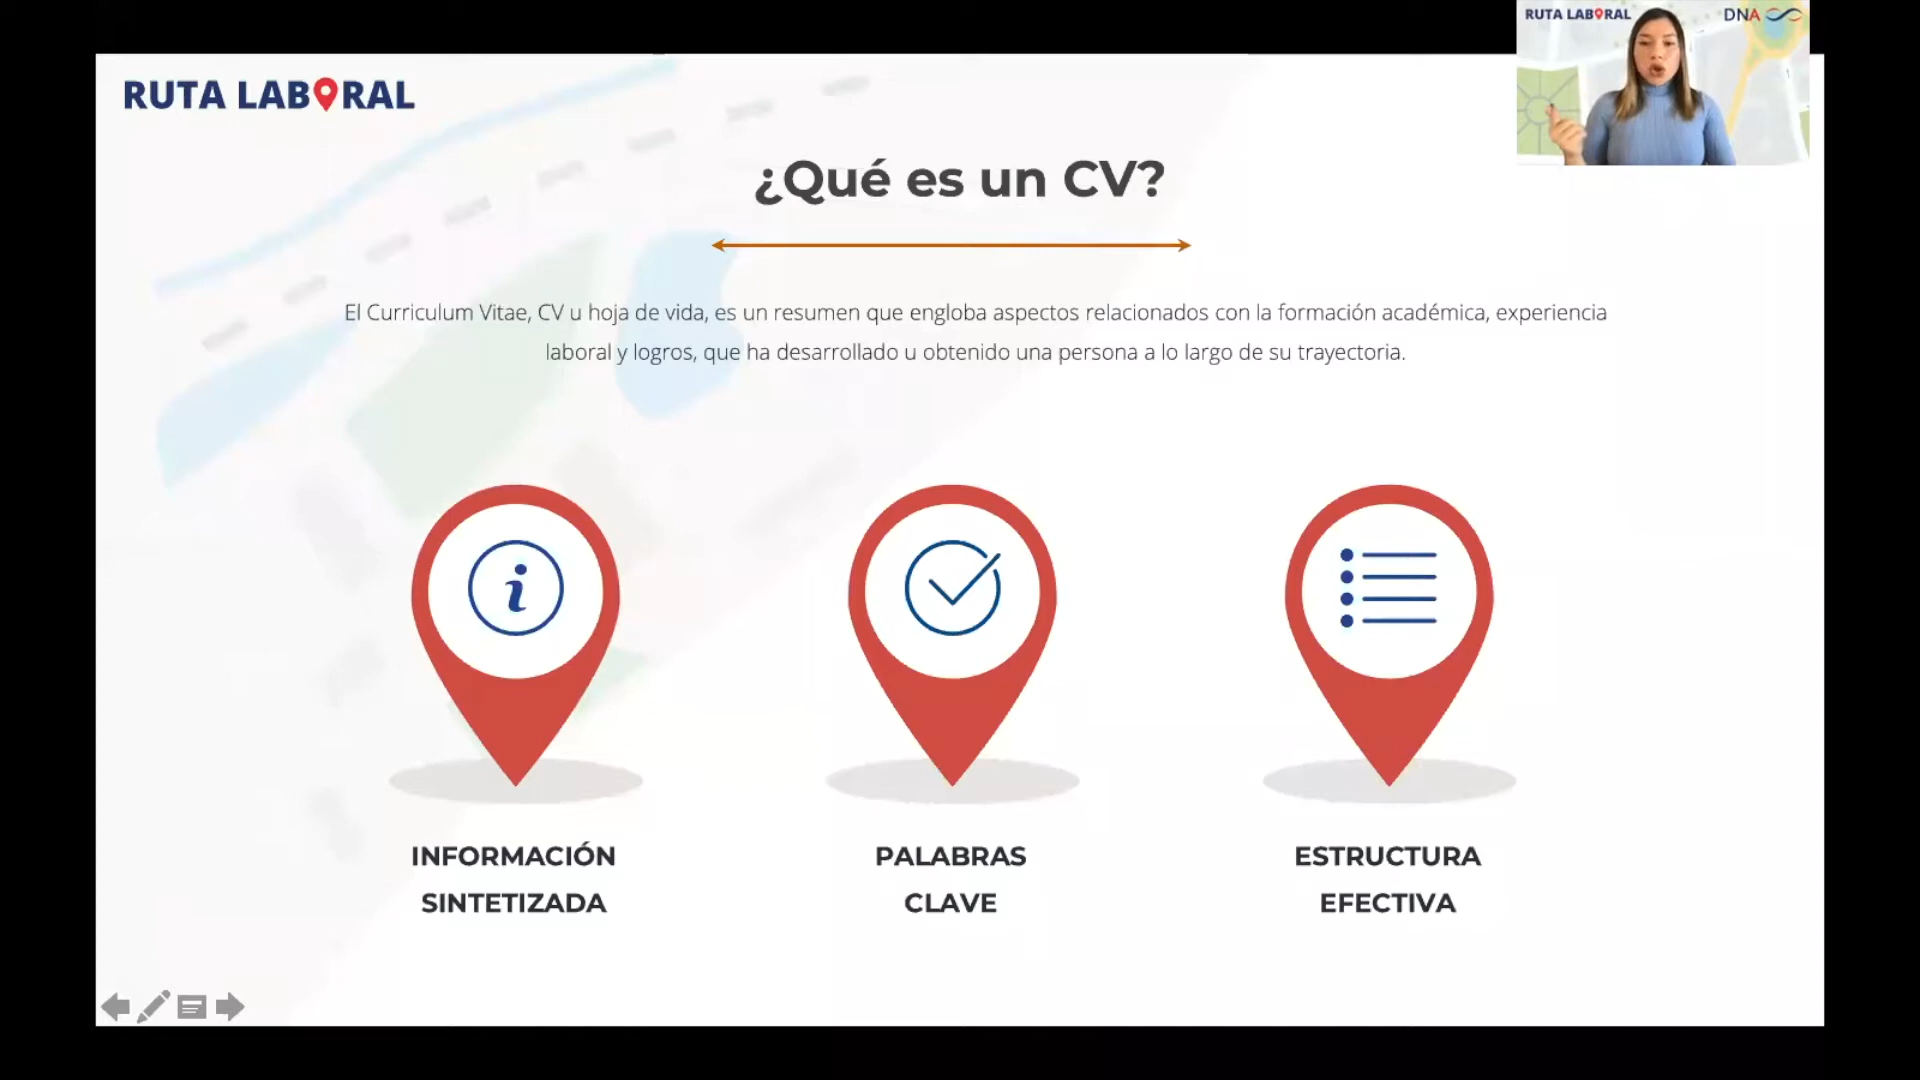 RUTA LABORAL
RUTA LABORAL
DNA
¿Qué es un CV?
El Curriculum Vitae, CV u hoja de vida, es un resumen que engloba aspectos relacionados con la formación académica, experiencia
laboral y logros, que ha desarrollado u obtenido una persona a lo largo de su trayectoria.
i
INFORMACIÓN
SINTETIZADA
PALABRAS
CLAVE
ESTRUCTURA
EFECTIVA